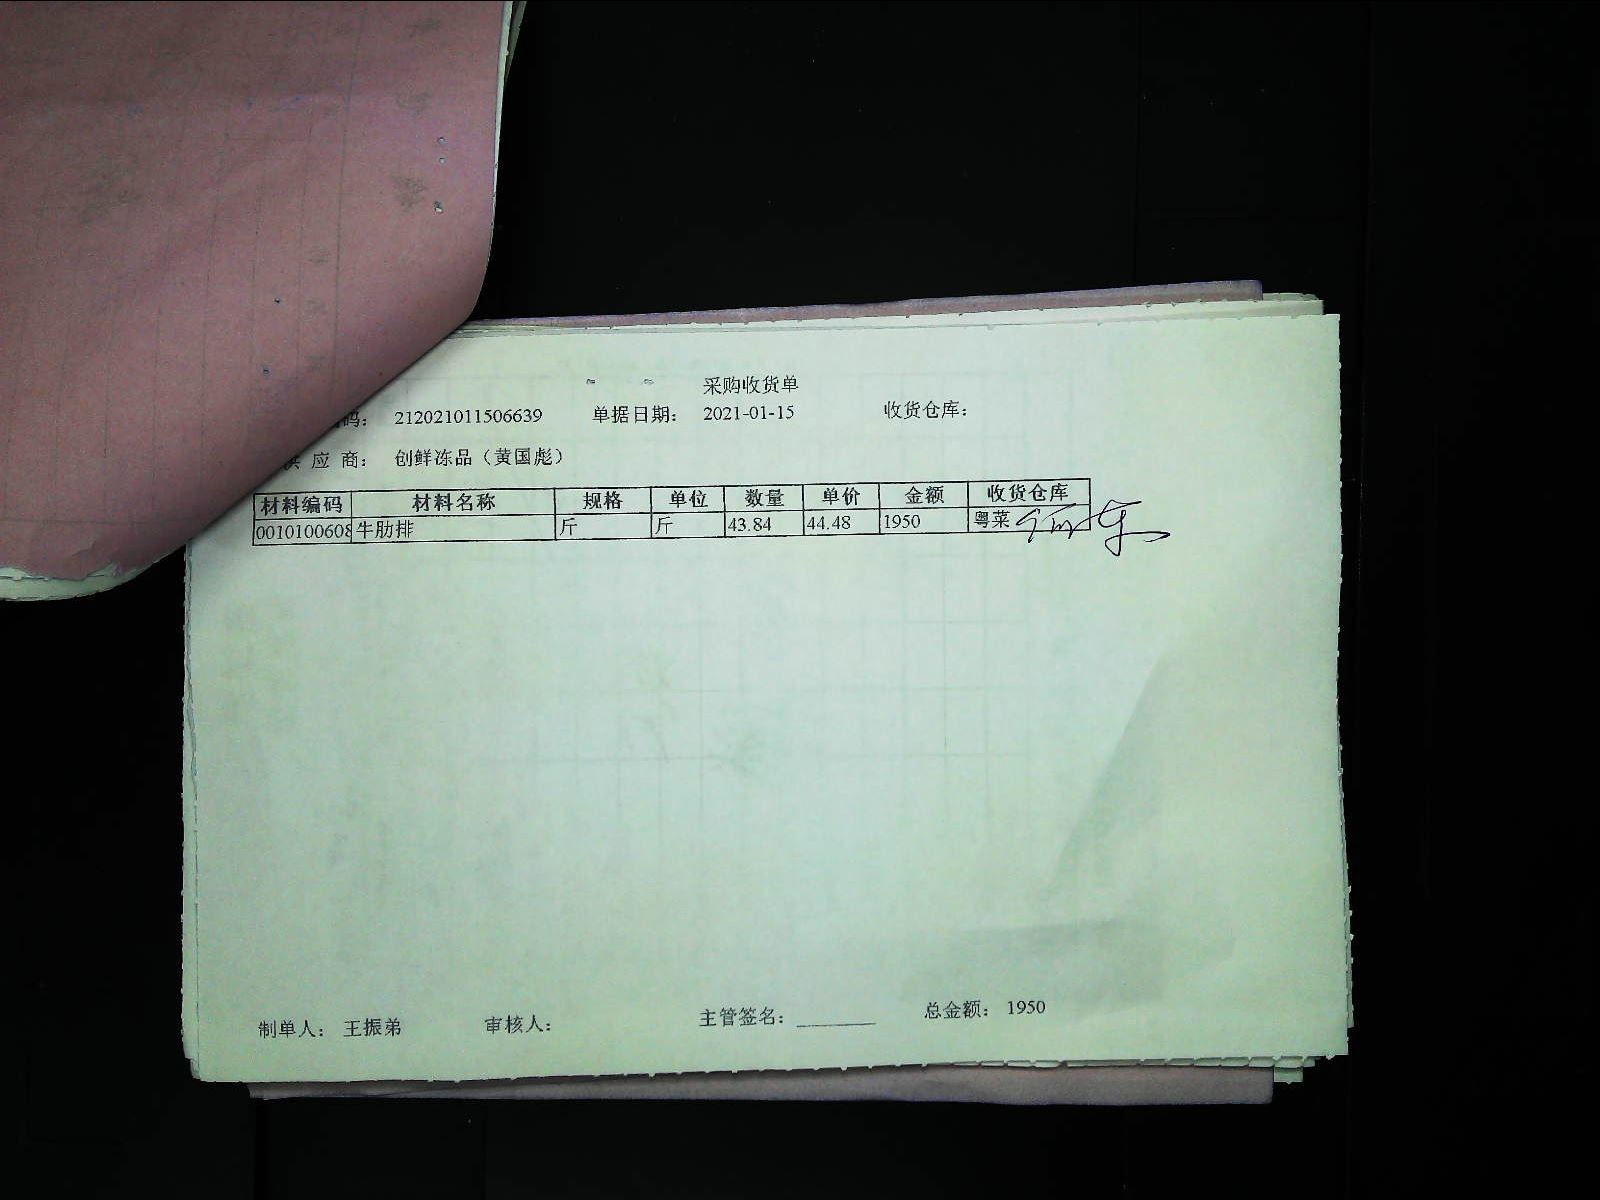 采购收货单
码： 212021011506639 单据日期： 2021-01-15 收货仓库：
供 应 商： 创鲜冻品（黄国彪）
材料编码 材料名称 规格 单位 数量 单价 金额 收货仓库
0010100608 牛肋排 斤 斤 43.84 44.48 1950 粤菜
制单人： 王振弟 审核人： 主管签名： ________ 总金额： 1950